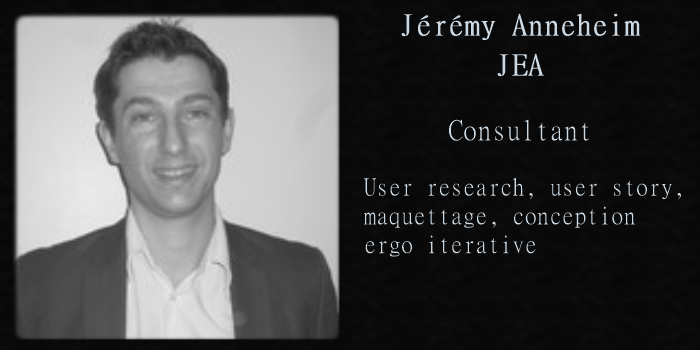 Jérémy Anneheim
JEA
Consultant
User research, user story,
maquettage, conception
ergo iterative